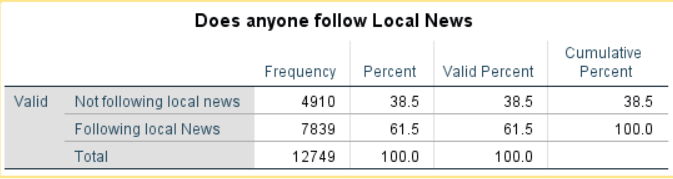 Does anyone follow Local News
Frequency Percent Valid Percent Cumulative Percent
Valid Not following local news 4910 38.5 38.5 38.5
Following local News 7839 61.5 61.5 100.0
Total 12749 100.0 100.0